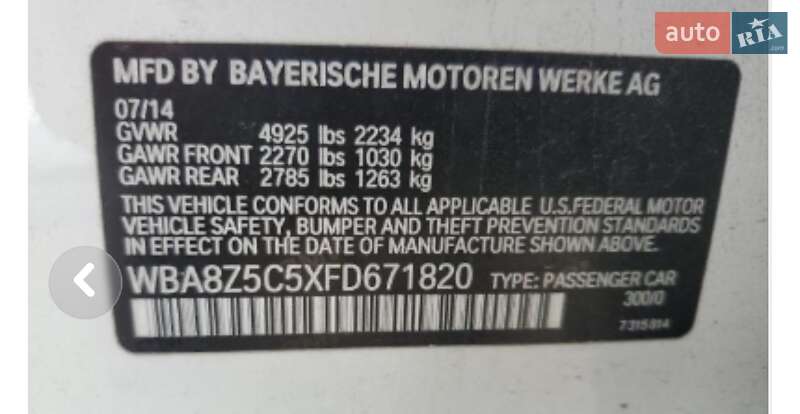 auto RIA .com
MFD BY BAYERISCHE MOTOREN WERKE AG
07/14
GVWR 4925 lbs 2234 kg
GAWR FRONT 2270 lbs 1030 kg
GAWR REAR 2785 lbs 1263 kg
THIS VEHICLE CONFORMS TO ALL APPLICABLE U.S.FEDERAL MOTOR
VEHICLE SAFETY, BUMPER AND THEFT PREVENTION STANDARDS
IN EFFECT ON THE DATE OF MANUFACTURE SHOWN ABOVE.
WBA8Z5C5XFD671820 TYPE: PASSENGER CAR
300/0
7315814